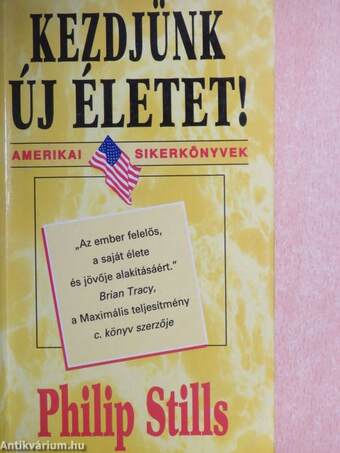 KEZDJÜNK
ÚJ ÉLETET!
AMERIKAI SIKERKÖNYVEK
„Az ember felelős,
a saját élete
és jövője alakításáért."
Brian Tracy,
a Maximális teljesítmény
c. könyv szerzője
Philip Stills
Antikvárium.hu